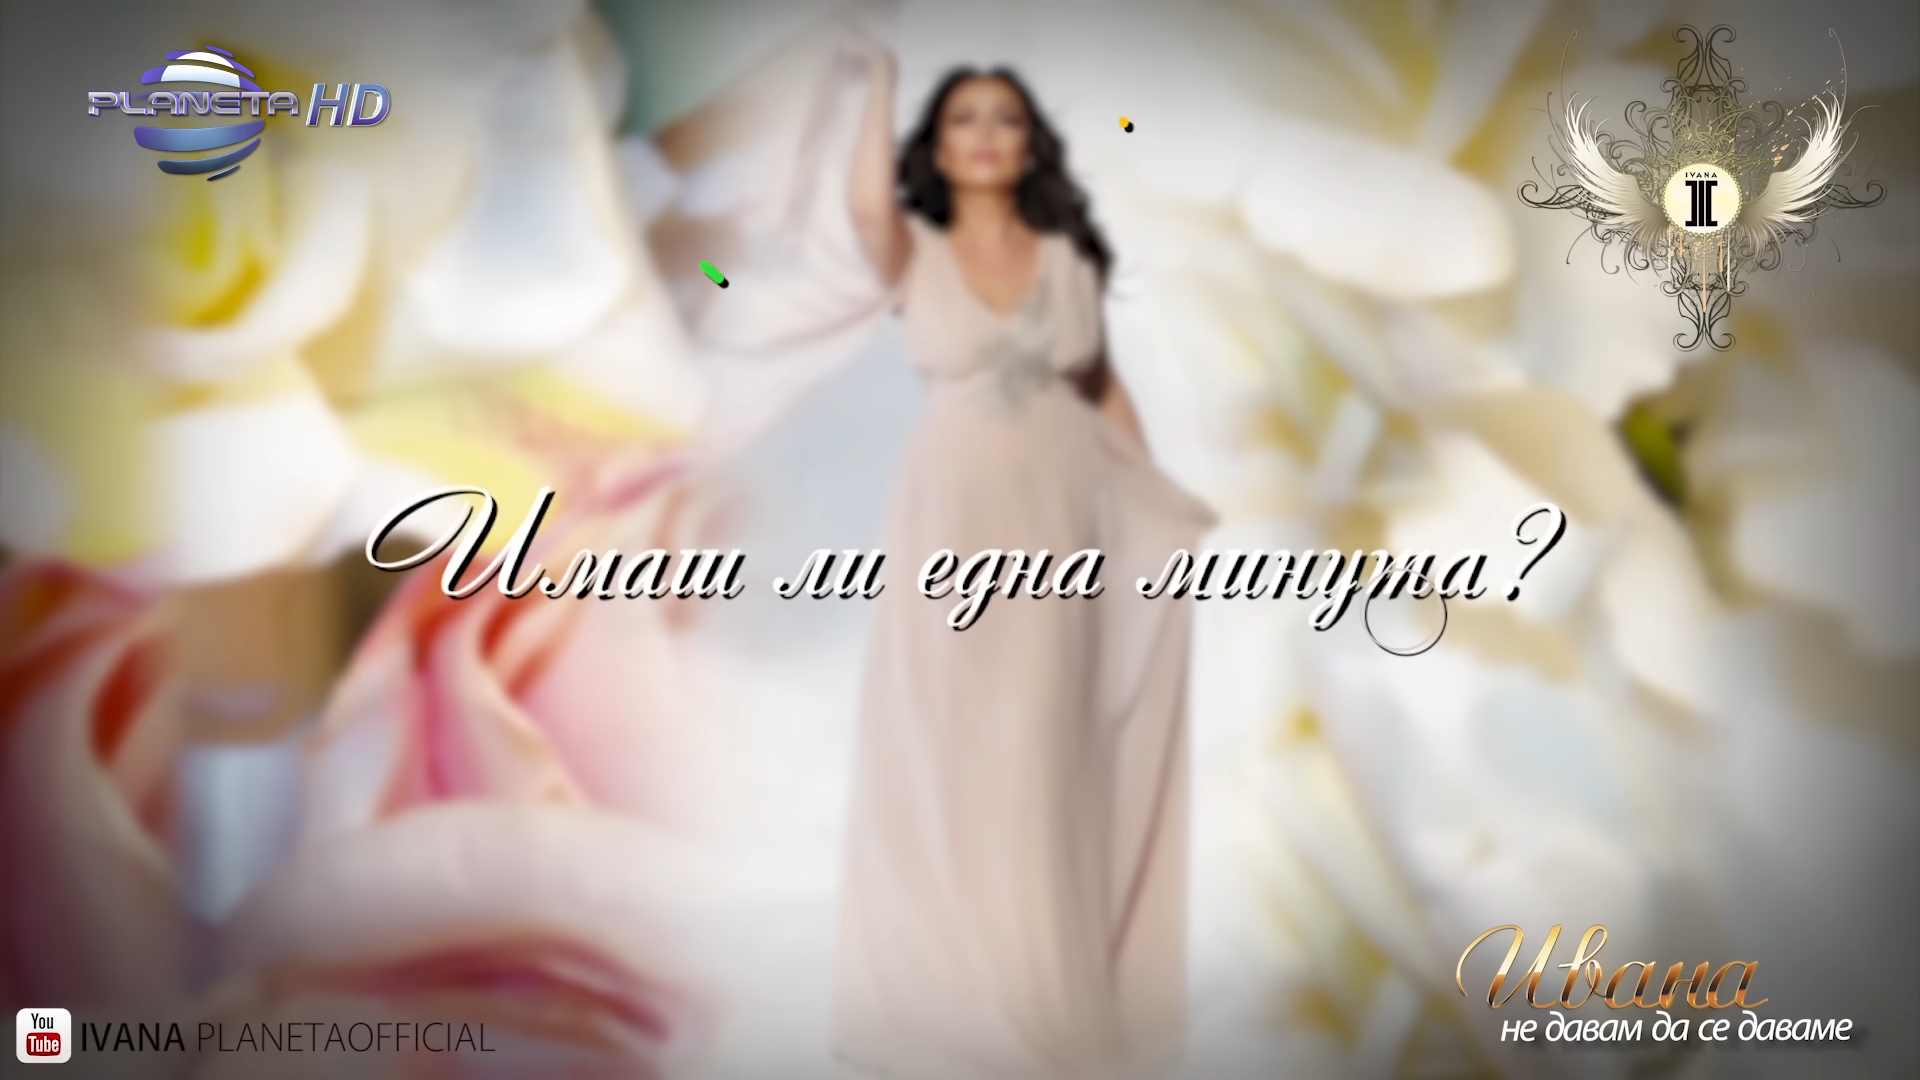 PLANETA HD
IVANA
Имаш ли една минута?
Ивана
не давам да се даваме
You
Tube
IVANA PLANETAOFFICIAL